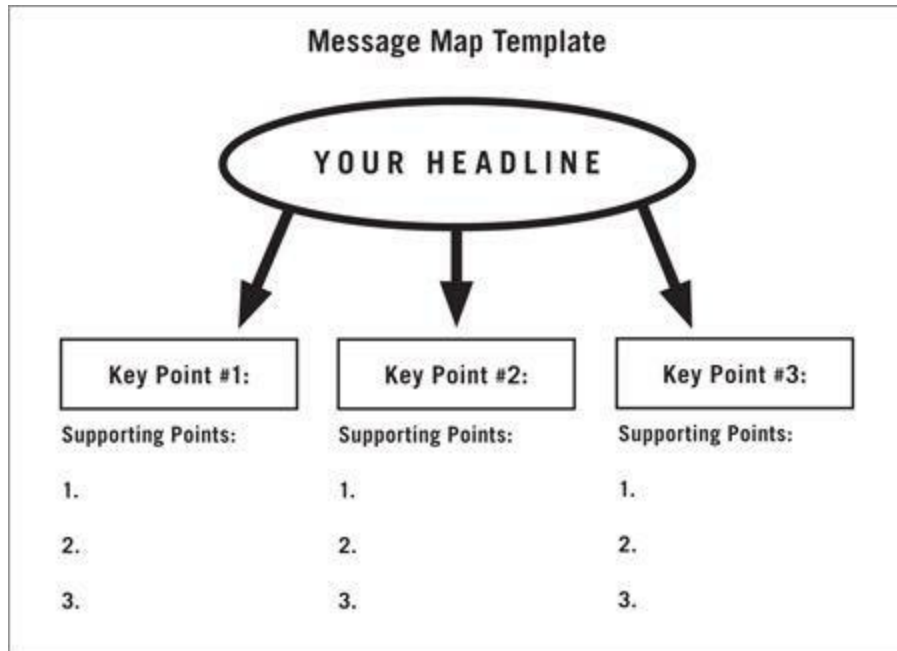 Message Map Template
YOUR HEADLINE
Key Point #1:
Supporting Points:
1.
2.
3.
Key Point #2:
Supporting Points:
1.
2.
3.
Key Point #3:
Supporting Points:
1.
2.
3.